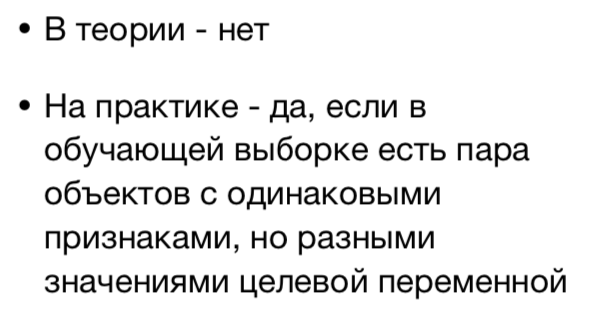 • В теории - нет
• На практике - да, если в
обучающей выборке есть пара
объектов с одинаковыми
признаками, но разными
значениями целевой переменной